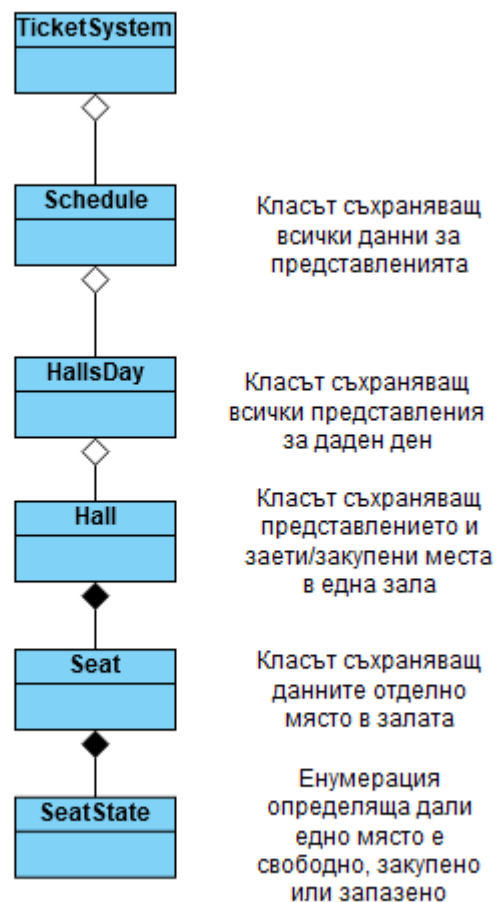 TicketSystem
Schedule
Класът съхраняващ
всички данни за
представленията
HallsDay
Класът съхраняващ
всички представления
за даден ден
Hall
Класът съхраняващ
представлението и
заети/закупени места
в една зала
Seat
Класът съхраняващ
данните отделно
място в залата
SeatState
Енумерация
определяща дали
едно място е
свободно, закупено
или запазено